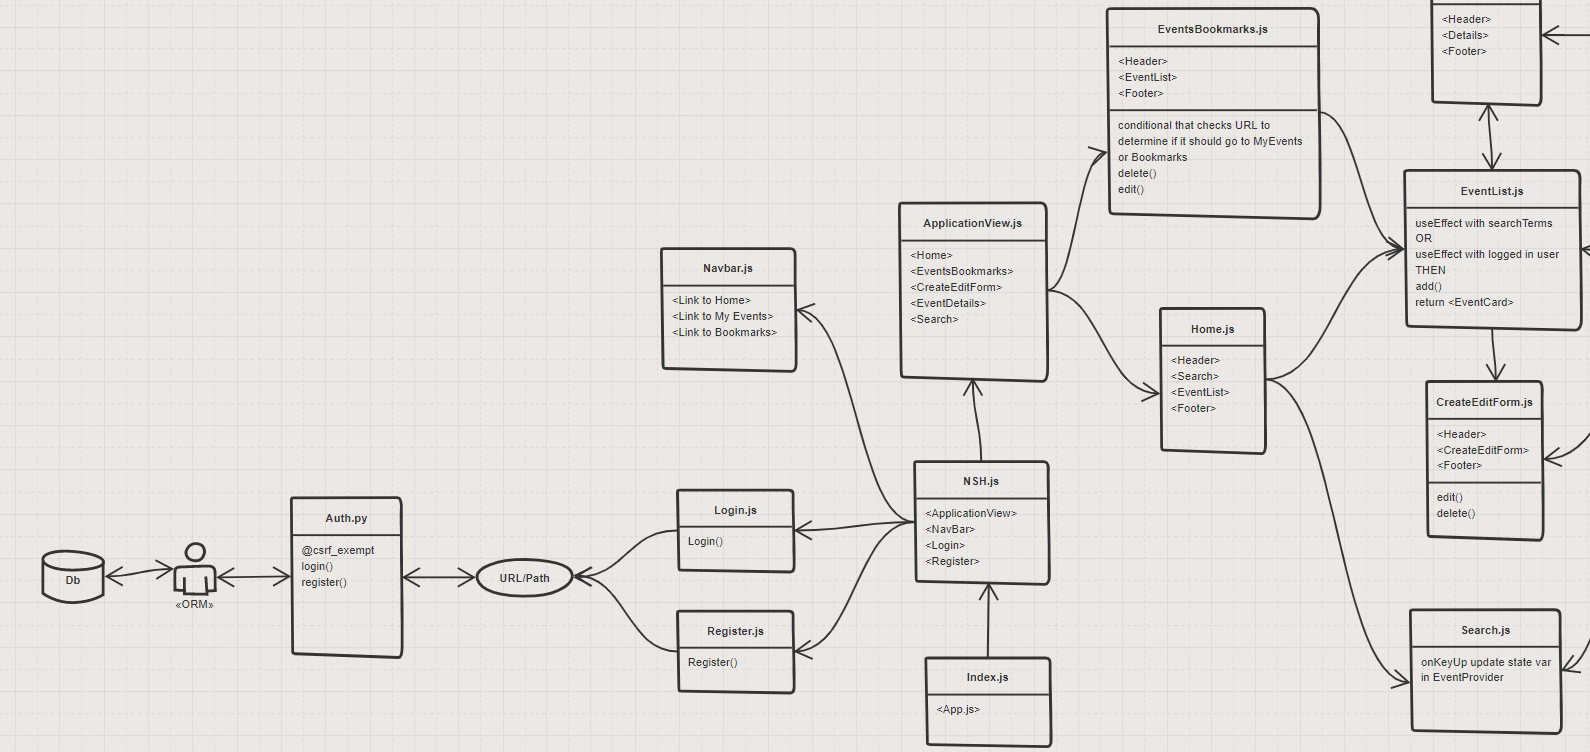 <Header>
<Details>
<Footer>
EventsBookmarks.js
<Header>
<EventList>
<Footer>
conditional that checks URL to
determine if it should go to MyEvents
or Bookmarks
delete()
edit()
EventList.js
useEffect with searchTerms
OR
useEffect with logged in user
THEN
add()
return <EventCard>
ApplicationView.js
<Home>
<EventsBookmarks>
<CreateEditForm>
<EventDetails>
<Search>
Navbar.js
<Link to Home>
<Link to My Events>
<Link to Bookmarks>
Home.js
<Header>
<Search>
<EventList>
<Footer>
CreateEditForm.js
<Header>
<CreateEditForm>
<Footer>
edit()
delete()
NSH.js
<ApplicationView>
<NavBar>
<Login>
<Register>
Login.js
Login()
Auth.py
@csrf_exempt
login()
register()
Db
«ORM»
URL/Path
Register.js
Register()
Index.js
<App.js>
Search.js
onKeyUp update state var
in EventProvider